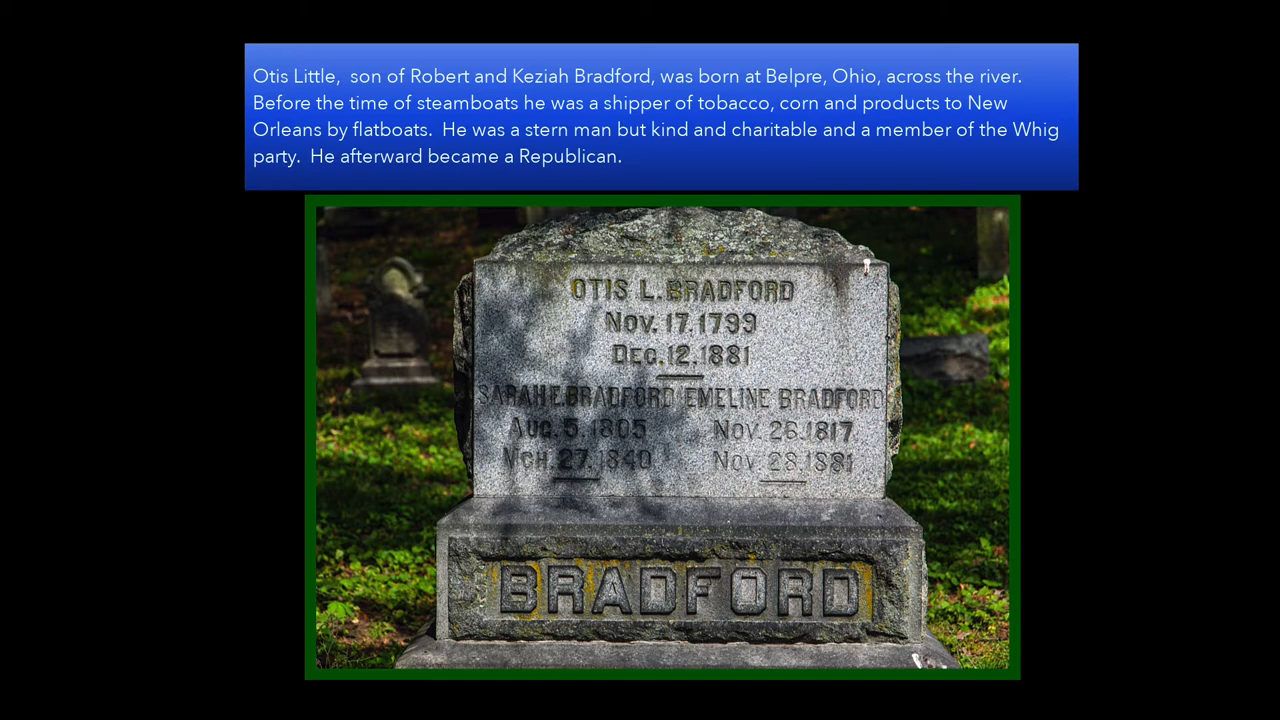 Otis Little,  son of Robert and Keziah Bradford, was born at Belpre, Ohio, across the river.
Before the time of steamboats he was a shipper of tobacco, corn and products to New
Orleans by flatboats.  He was a stern man but kind and charitable and a member of the Whig
party.  He afterward became a Republican.
OTIS L. BRADFORD
NOV. 17. 1799
DEC. 12. 1881
SARAH E. BRADFORD EMELINE BRADFORD
AUG. 5. 1805 NOV. 26. 1817
MCH. 27. 1840 NOV. 28. 1881
BRADFORD